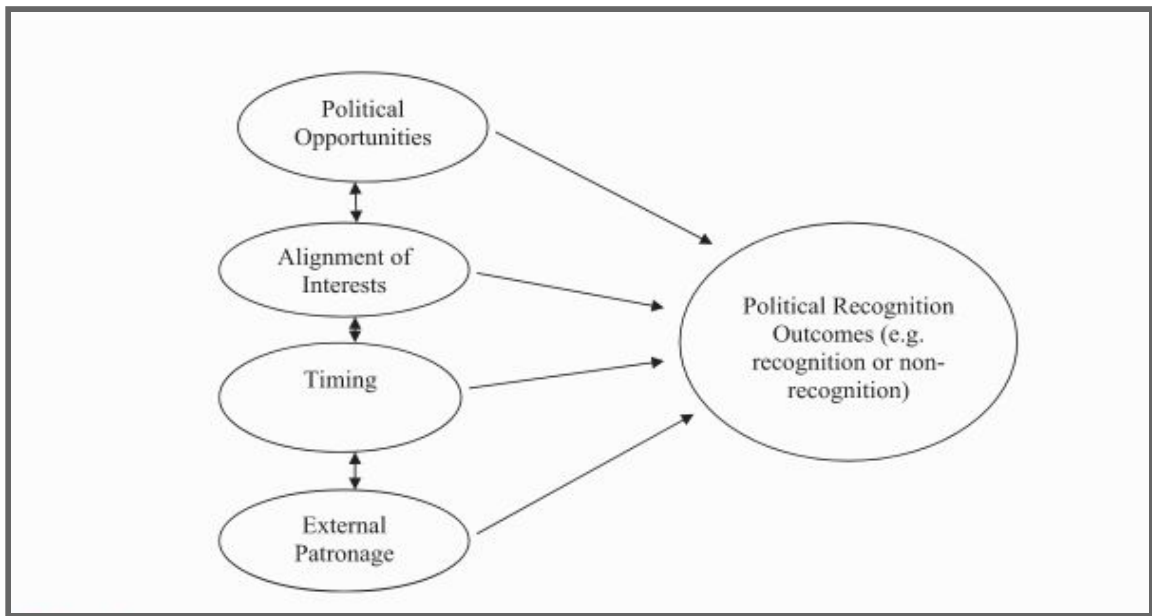 Political
Opportunities
Alignment of
Interests
Timing
External
Patronage
Political Recognition
Outcomes (e.g.
recognition or non-
recognition)